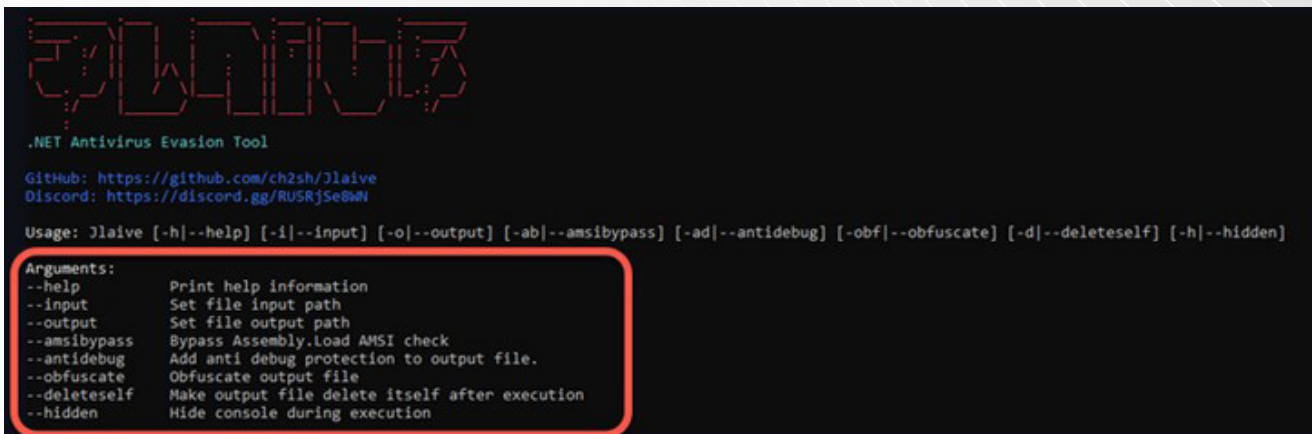 JLAIVE
.NET Antivirus Evasion Tool
GitHub: https://github.com/ch2sh/Jlaive
Discord: https://discord.gg/RU5RjSe8WN
Usage: Jlaive [-h|--help] [-i|--input] [-o|--output] [-ab|--amsibypass] [-ad|--antidebug] [-obf|--obfuscate] [-d|--deleteself] [-h|--hidden]
Arguments:
--help Print help information
--input Set file input path
--output Set file output path
--amsibypass Bypass Assembly.Load AMSI check
--antidebug Add anti debug protection to output file.
--obfuscate Obfuscate output file
--deleteself Make output file delete itself after execution
--hidden Hide console during execution